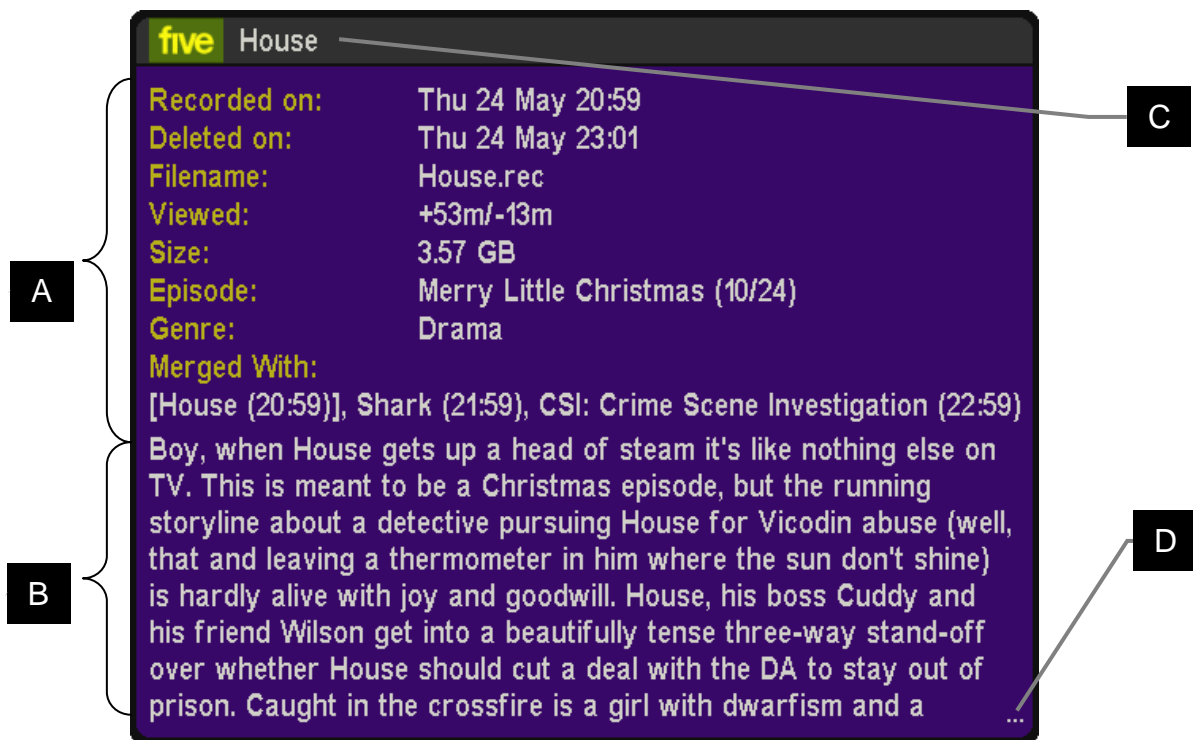 five House
C
Recorded on: Thu 24 May 20:59
Deleted on: Thu 24 May 23:01
Filename: House.rec
Viewed: +53m/-13m
Size: 3.57 GB
A
Episode: Merry Little Christmas (10/24)
Genre: Drama
Merged With:
[House (20:59)], Shark (21:59), CSI: Crime Scene Investigation (22:59)
Boy, when House gets up a head of steam it's like nothing else on
TV. This is meant to be a Christmas episode, but the running
storyline about a detective pursuing House for Vicodin abuse (well,
D
that and leaving a thermometer in him where the sun don't shine)
B
is hardly alive with joy and goodwill. House, his boss Cuddy and
his friend Wilson get into a beautifully tense three-way stand-off
over whether House should cut a deal with the DA to stay out of
prison. Caught in the crossfire is a girl with dwarfism and a ...